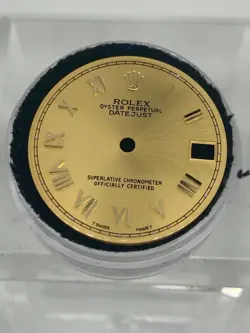 ROLEX
OYSTER PERPETUAL
DATEJUST
SUPERLATIVE CHRONOMETER
OFFICIALLY CERTIFIED